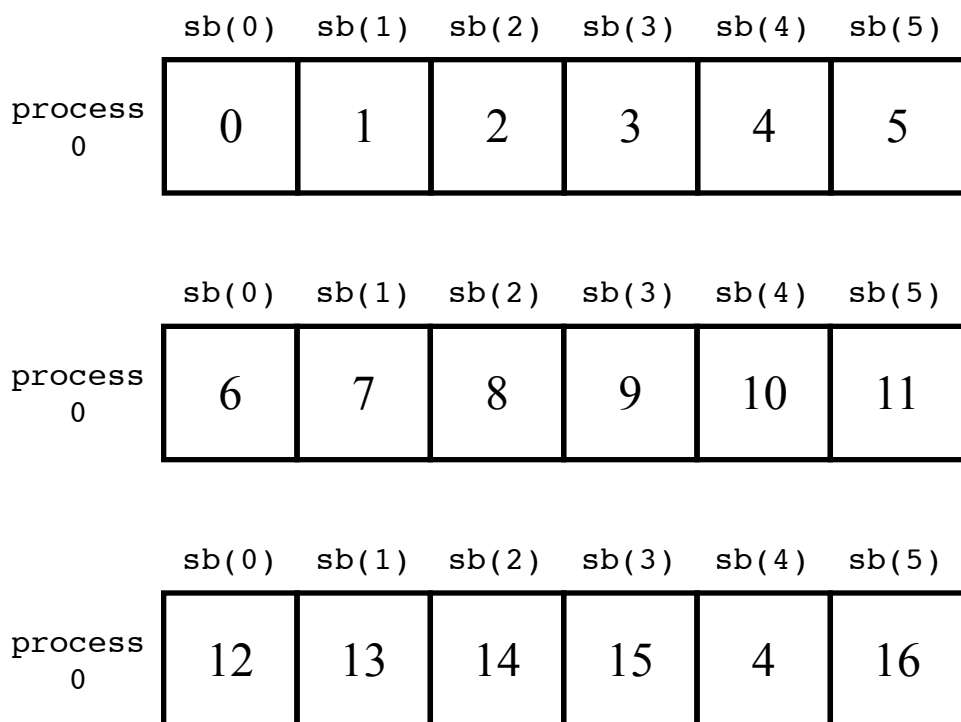 sb(0) sb(1) sb(2) sb(3) sb(4) sb(5)
process
0
0 1 2 3 4 5
sb(0) sb(1) sb(2) sb(3) sb(4) sb(5)
process
0
6 7 8 9 10 11
sb(0) sb(1) sb(2) sb(3) sb(4) sb(5)
process
0
12 13 14 15 4 16